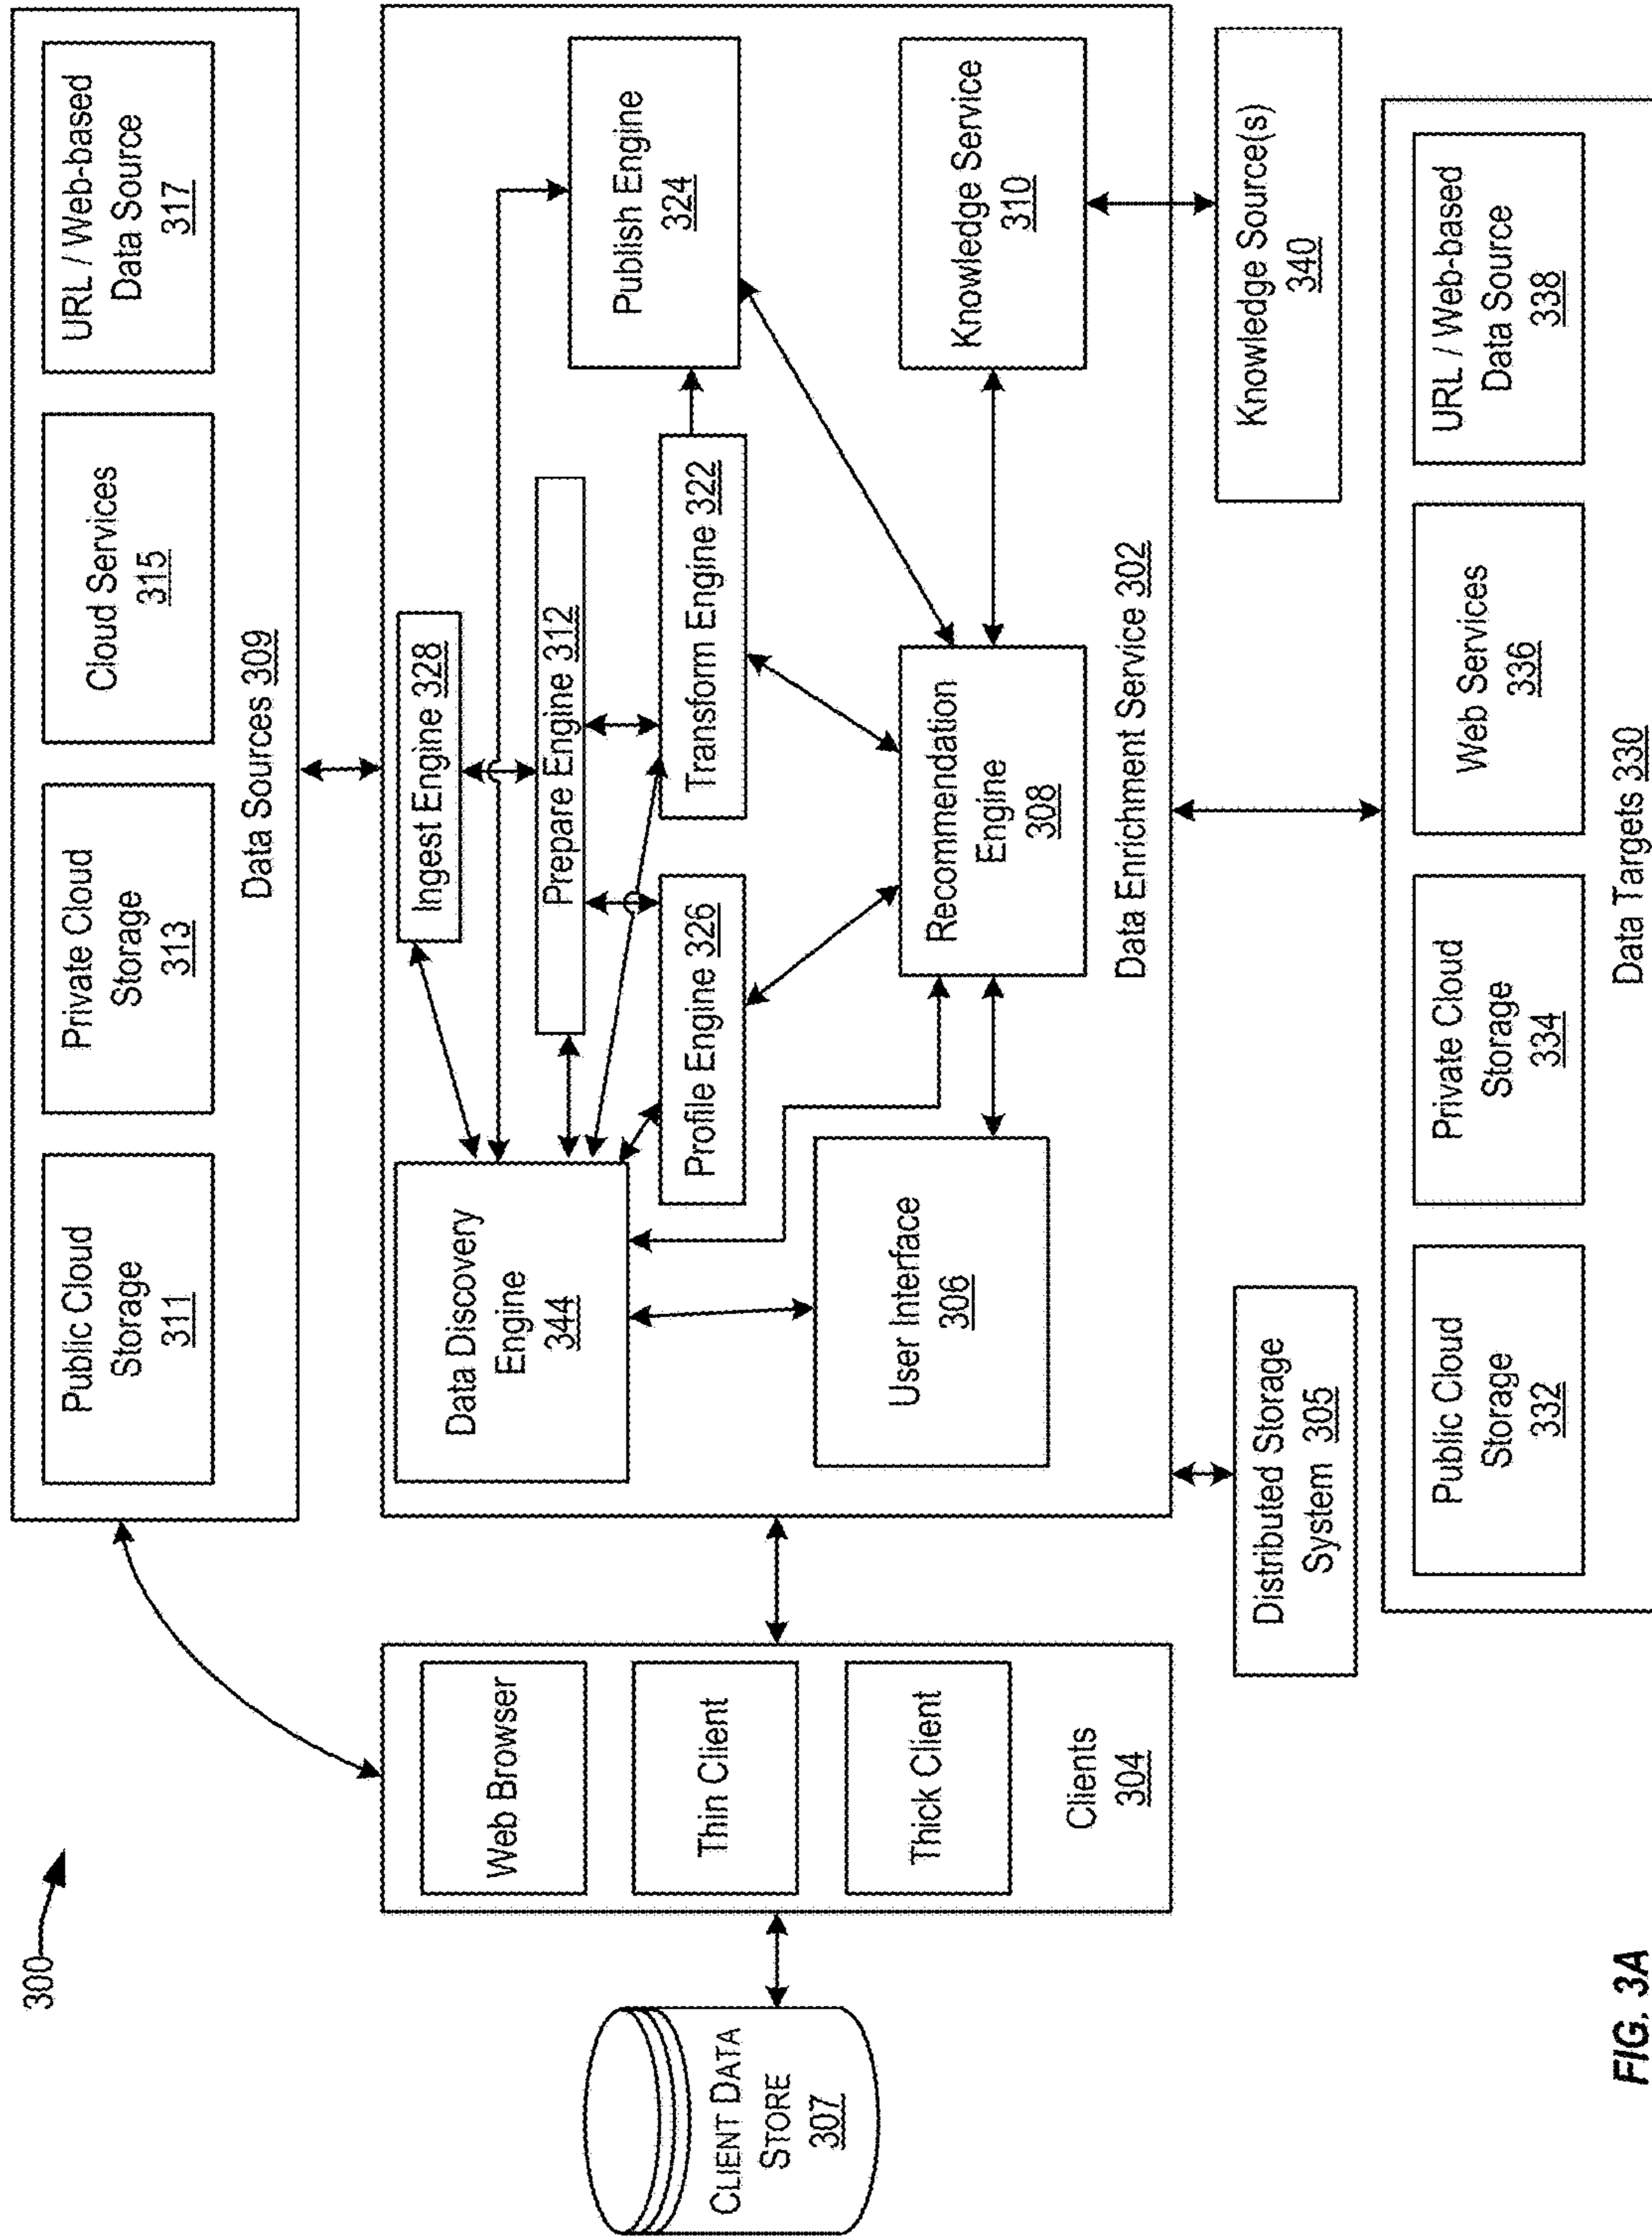 300
Public Cloud
Storage
311
Private Cloud
Storage
313
Cloud Services
315
URL / Web-based
Data Source
317
Data Sources 309
CLIENT DATA
STORE
307
Web Browser
Thin Client
Thick Client
Clients
304
Data Discovery
Engine
344
Ingest Engine 328
Prepare Engine 312
Profile Engine 326
Transform Engine 322
Publish Engine
324
User Interface
306
Recommendation
Engine
308
Knowledge Service
310
Data Enrichment Service 302
Distributed Storage
System 305
Knowledge Source(s)
340
Public Cloud
Storage
332
Private Cloud
Storage
334
Web Services
336
URL / Web-based
Data Source
338
Data Targets 330
FIG. 3A